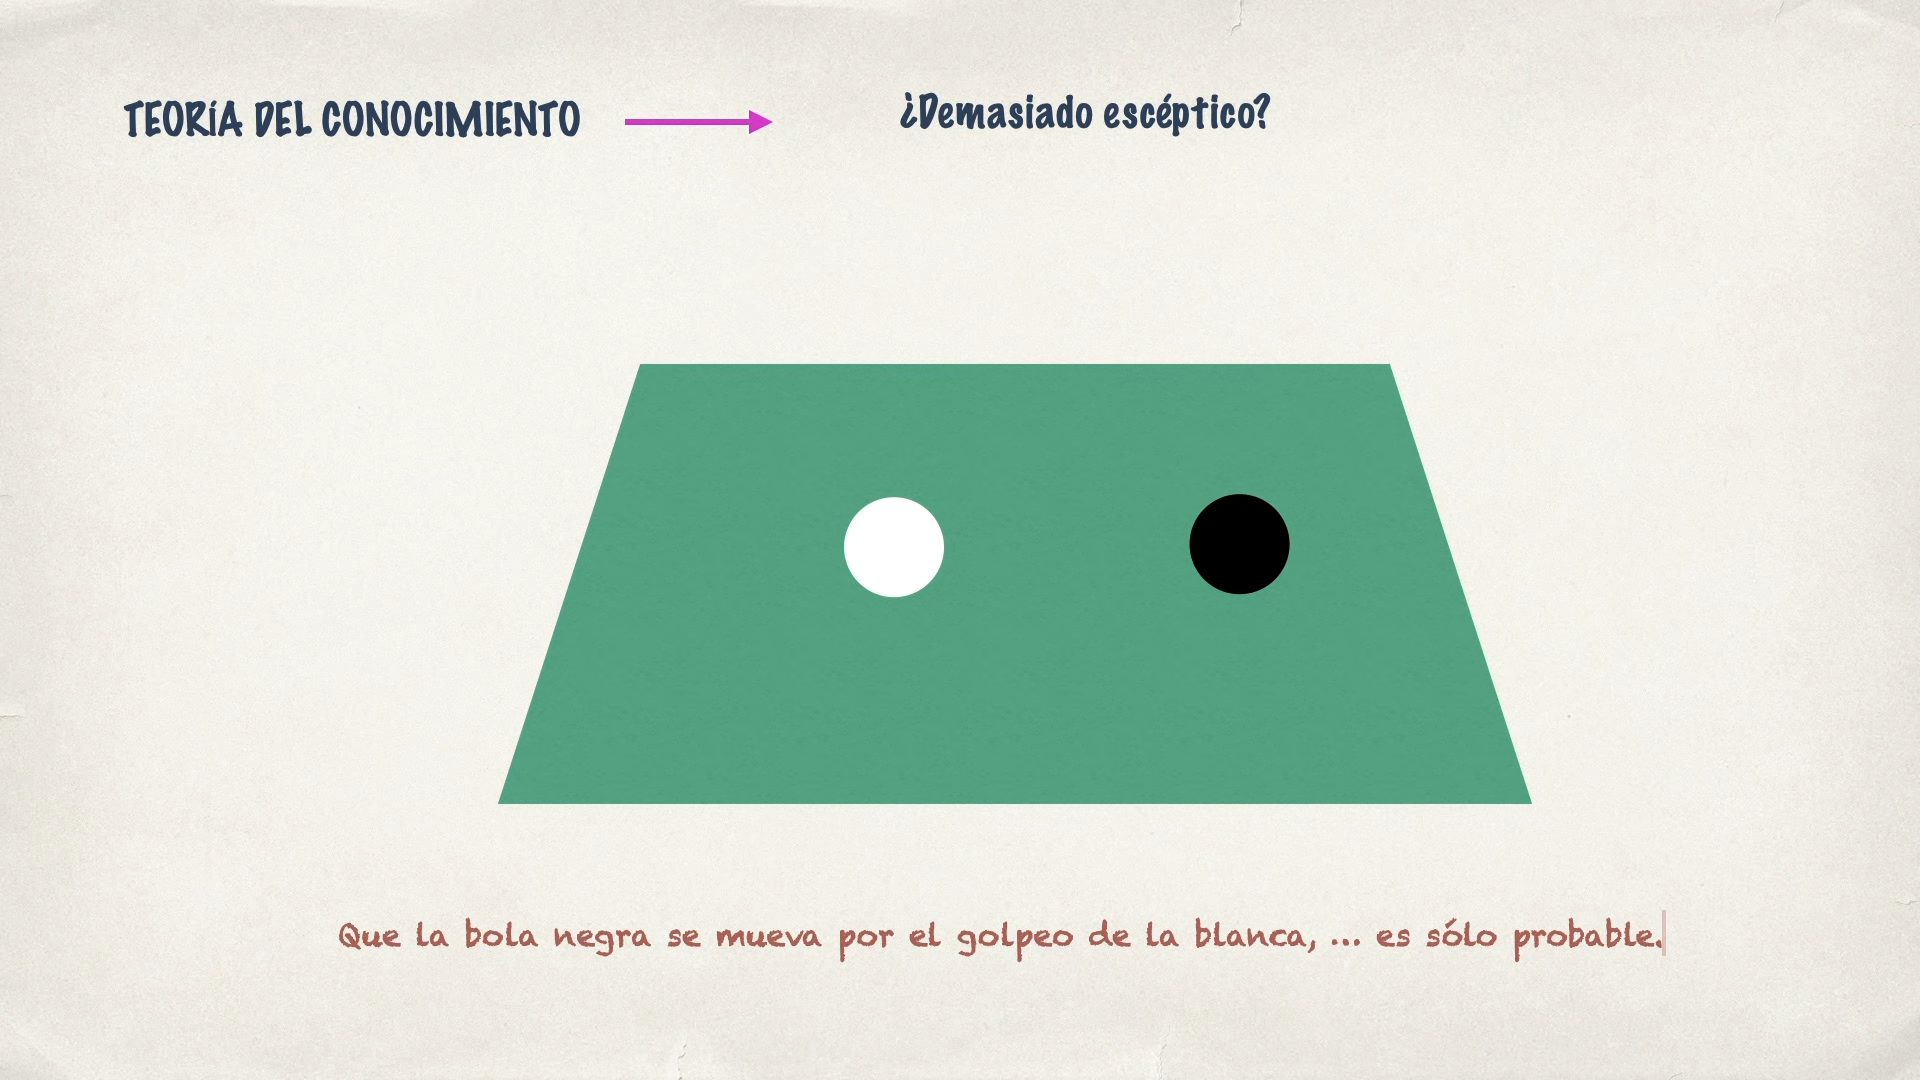 TEORíA DEL CONOCIMIENTO
¿Demasiado escéptico?
Que la bola negra se mueva por el golpeo de la blanca, ... es sólo probable.